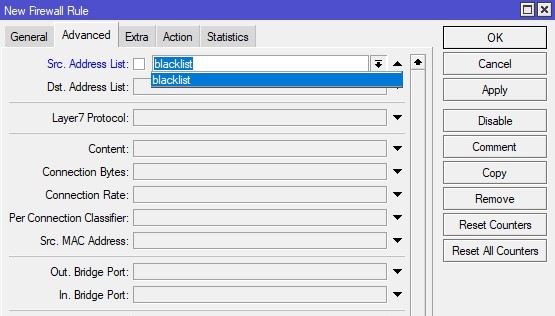 New Firewall Rule
General Advanced Extra Action Statistics
Src. Address List: blacklist
blacklist
Dst. Address List:
Layer7 Protocol:
Content:
Connection Bytes:
Connection Rate:
Per Connection Classifier:
Src. MAC Address:
Out. Bridge Port:
In. Bridge Port:
OK
Cancel
Apply
Disable
Comment
Copy
Remove
Reset Counters
Reset All Counters